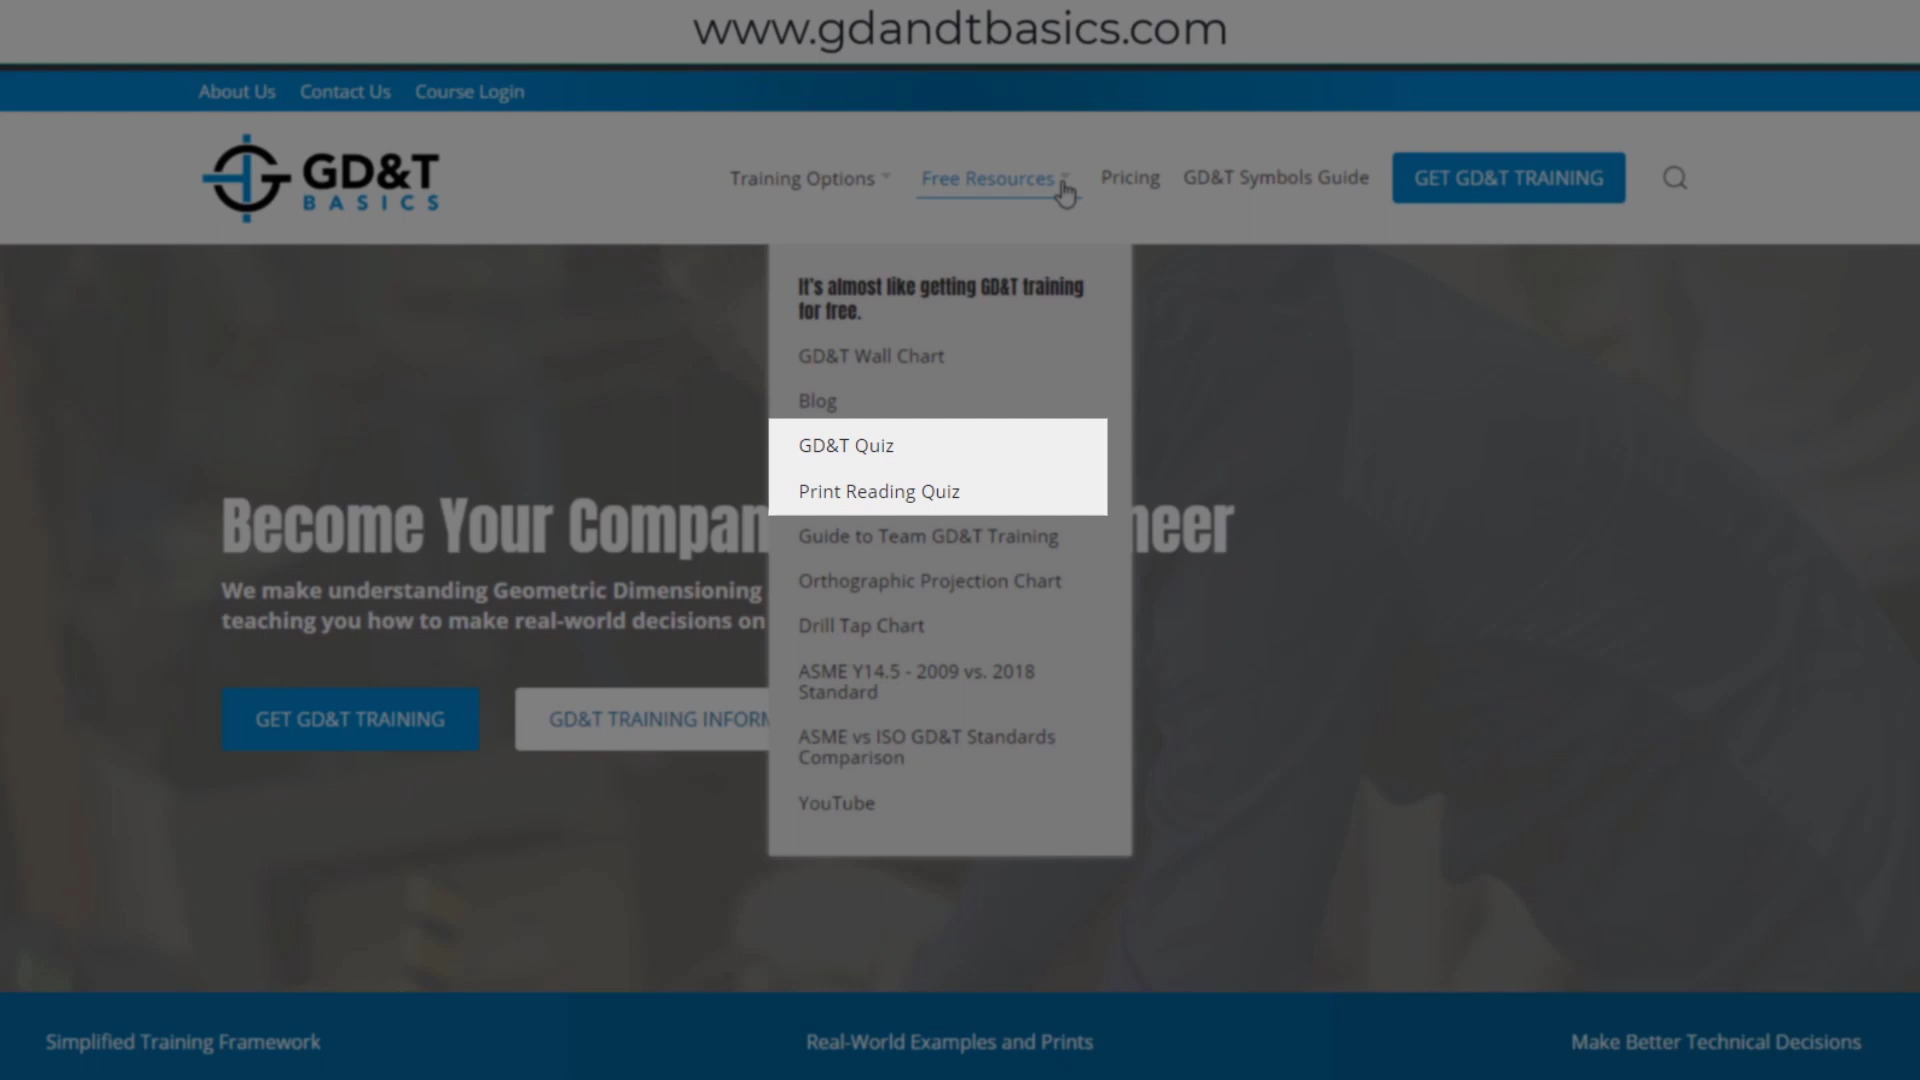 www.gdandtbasics.com
About Us Contact Us Course Login
GD&T
BASICS
Training Options Free Resources Pricing GD&T Symbols Guide GET GD&T TRAINING
It's almost like getting GD&T training
for free.
GD&T Wall Chart
Blog
GD&T Quiz
Print Reading Quiz
Guide to Team GD&T Training
Orthographic Projection Chart
Drill Tap Chart
ASME Y14.5 - 2009 vs. 2018
Standard
ASME vs ISO GD&T Standards
Comparison
YouTube
Become Your Compan neer
We make understanding Geometric Dimensioning
teaching you how to make real-world decisions on
GET GD&T TRAINING GD&T TRAINING INFORM
Simplified Training Framework Real-World Examples and Prints Make Better Technical Decisions